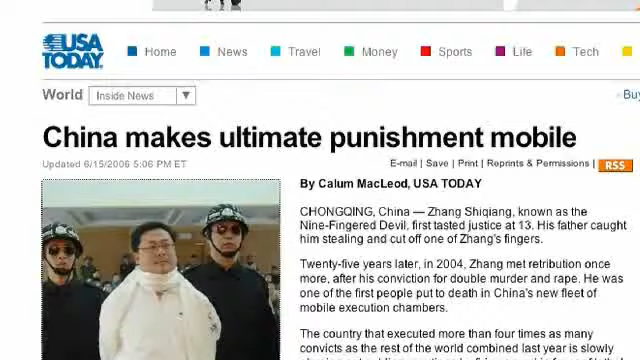 USA TODAY
Home News Travel Money Sports Life Tech
World Inside News
Buy
China makes ultimate punishment mobile
Updated 6/15/2006 5:06 PM ET
E-mail | Save | Print | Reprints & Permissions | RSS
By Calum MacLeod, USA TODAY
CHONGQING, China — Zhang Shiqiang, known as the
Nine-Fingered Devil, first tasted justice at 13. His father caught
him stealing and cut off one of Zhang's fingers.
Twenty-five years later, in 2004, Zhang met retribution once
more, after his conviction for double murder and rape. He was
one of the first people put to death in China's new fleet of
mobile execution chambers.
The country that executed more than four times as many
convicts as the rest of the world combined last year is slowly